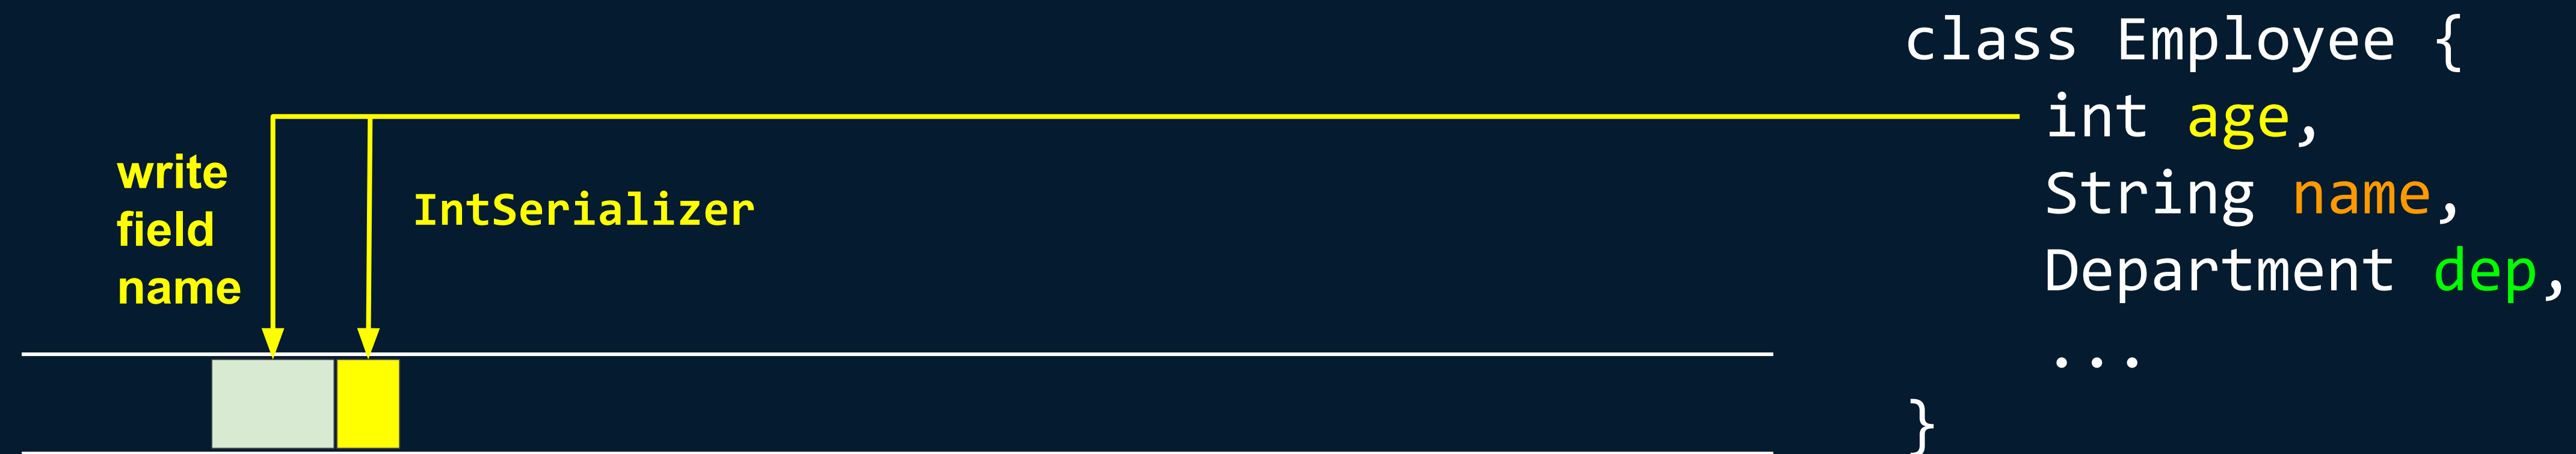 class Employee {
int age,
String name,
Department dep,
...
}
write
field
name
IntSerializer